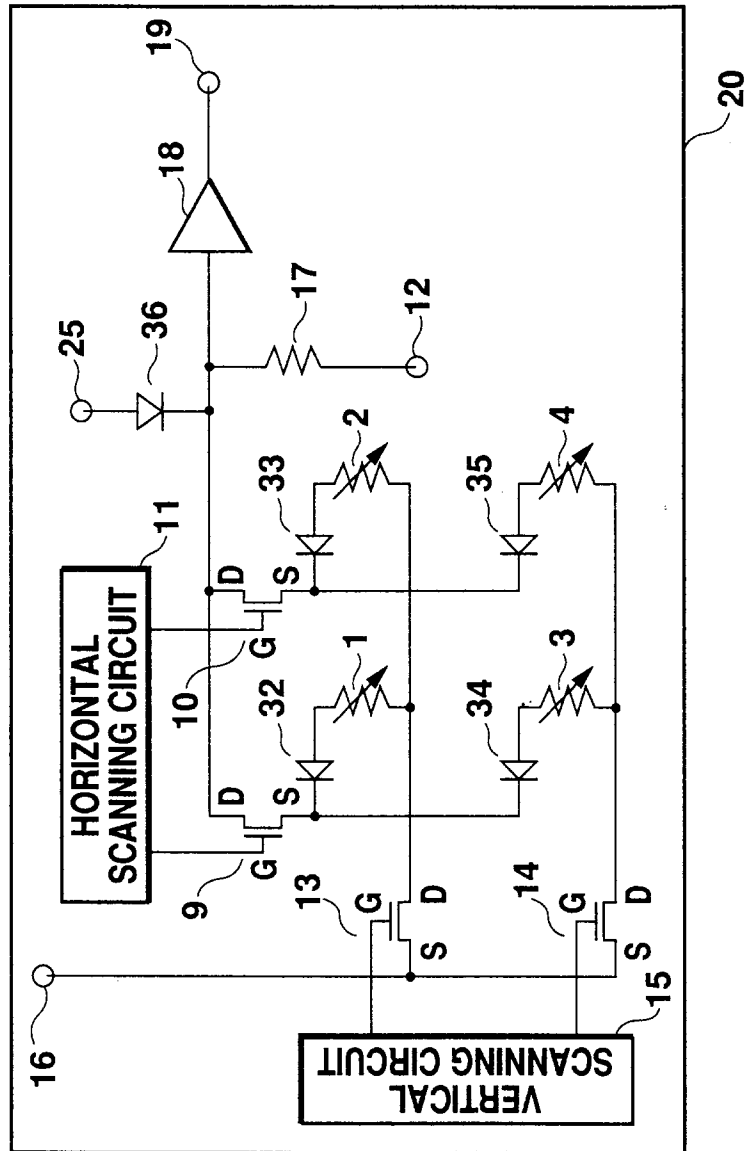 16
HORIZONTAL
SCANNING CIRCUIT
11
25
36
18
19
9
G
D
S
10
G
D
S
32
1
33
2
17
12
13
G
S
D
34
3
35
4
14
G
S
D
VERTICAL
SCANNING CIRCUIT
15
20